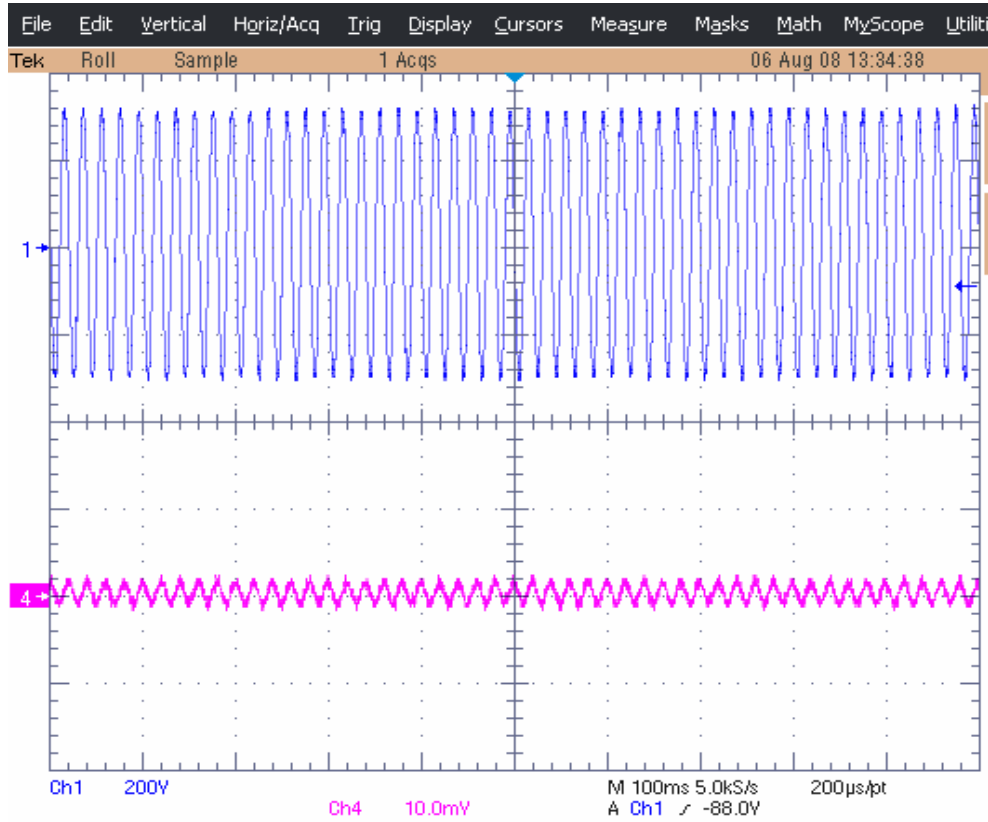 File Edit Vertical Horiz/Acq Trig Display Cursors Measure Masks Math MyScope Utiliti
Tek Roll Sample 1 Acqs 06 Aug 08 13:34:38
1
4
Ch1 200V M 100ms 5.0kS/s 200µs/pt
Ch4 10.0mV A Ch1 -88.0V